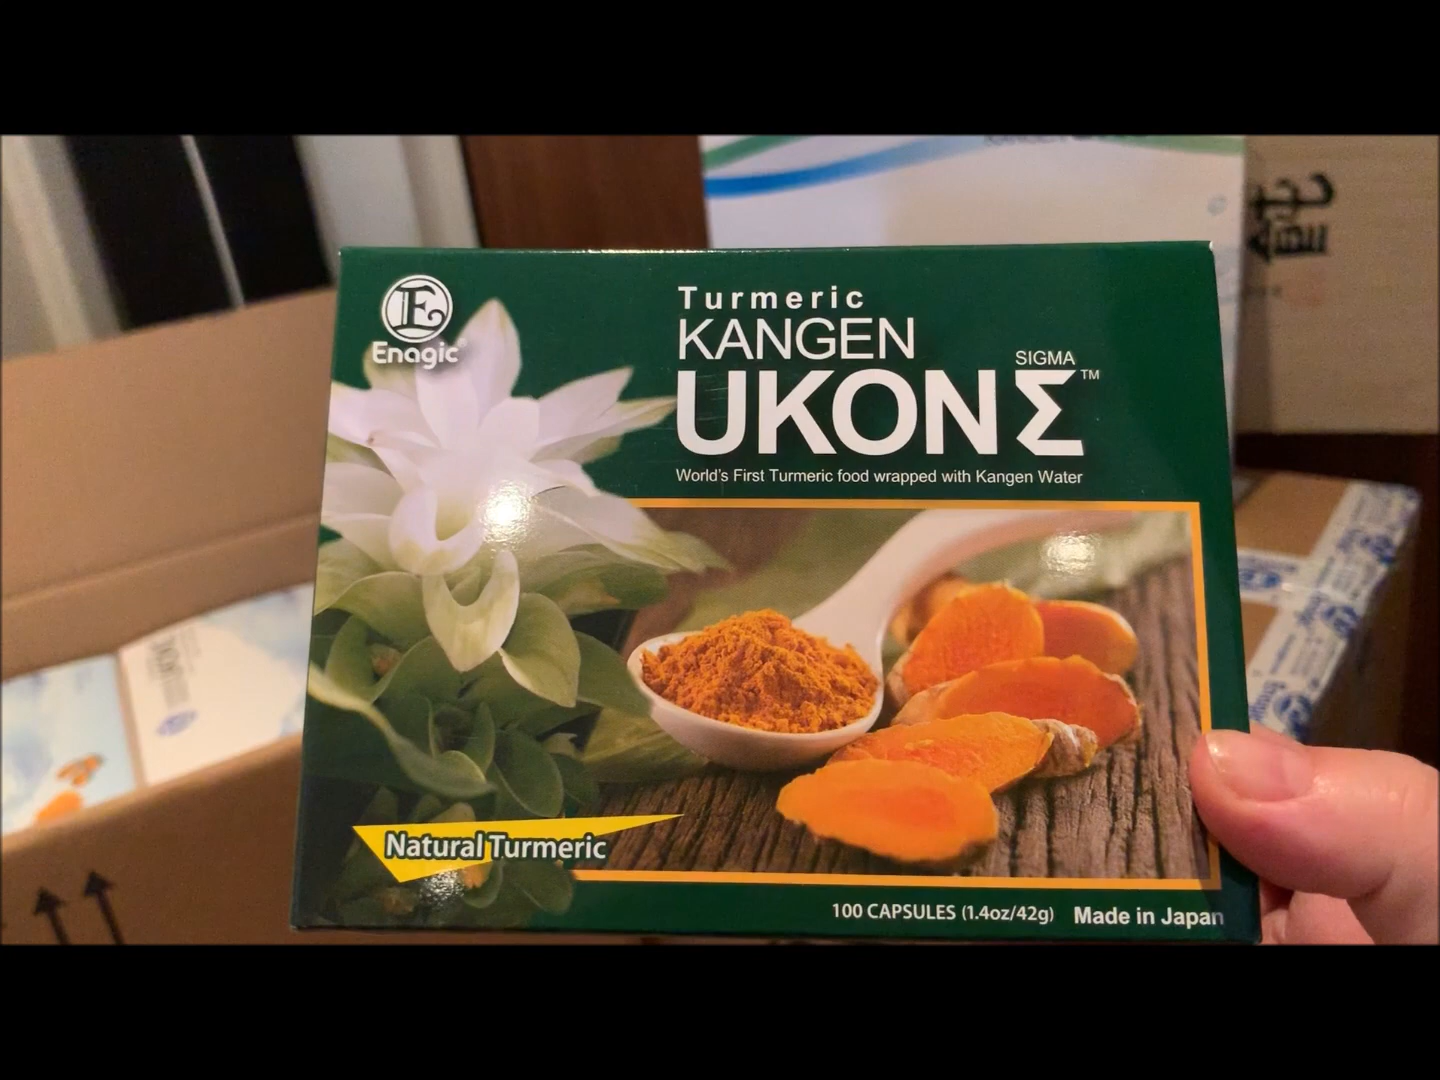 E
Enagic®
Turmeric
KANGEN
UKON SIGMA Σ™
World's First Turmeric food wrapped with Kangen Water
Natural Turmeric
100 CAPSULES (1.4oz/42g) Made in Japan